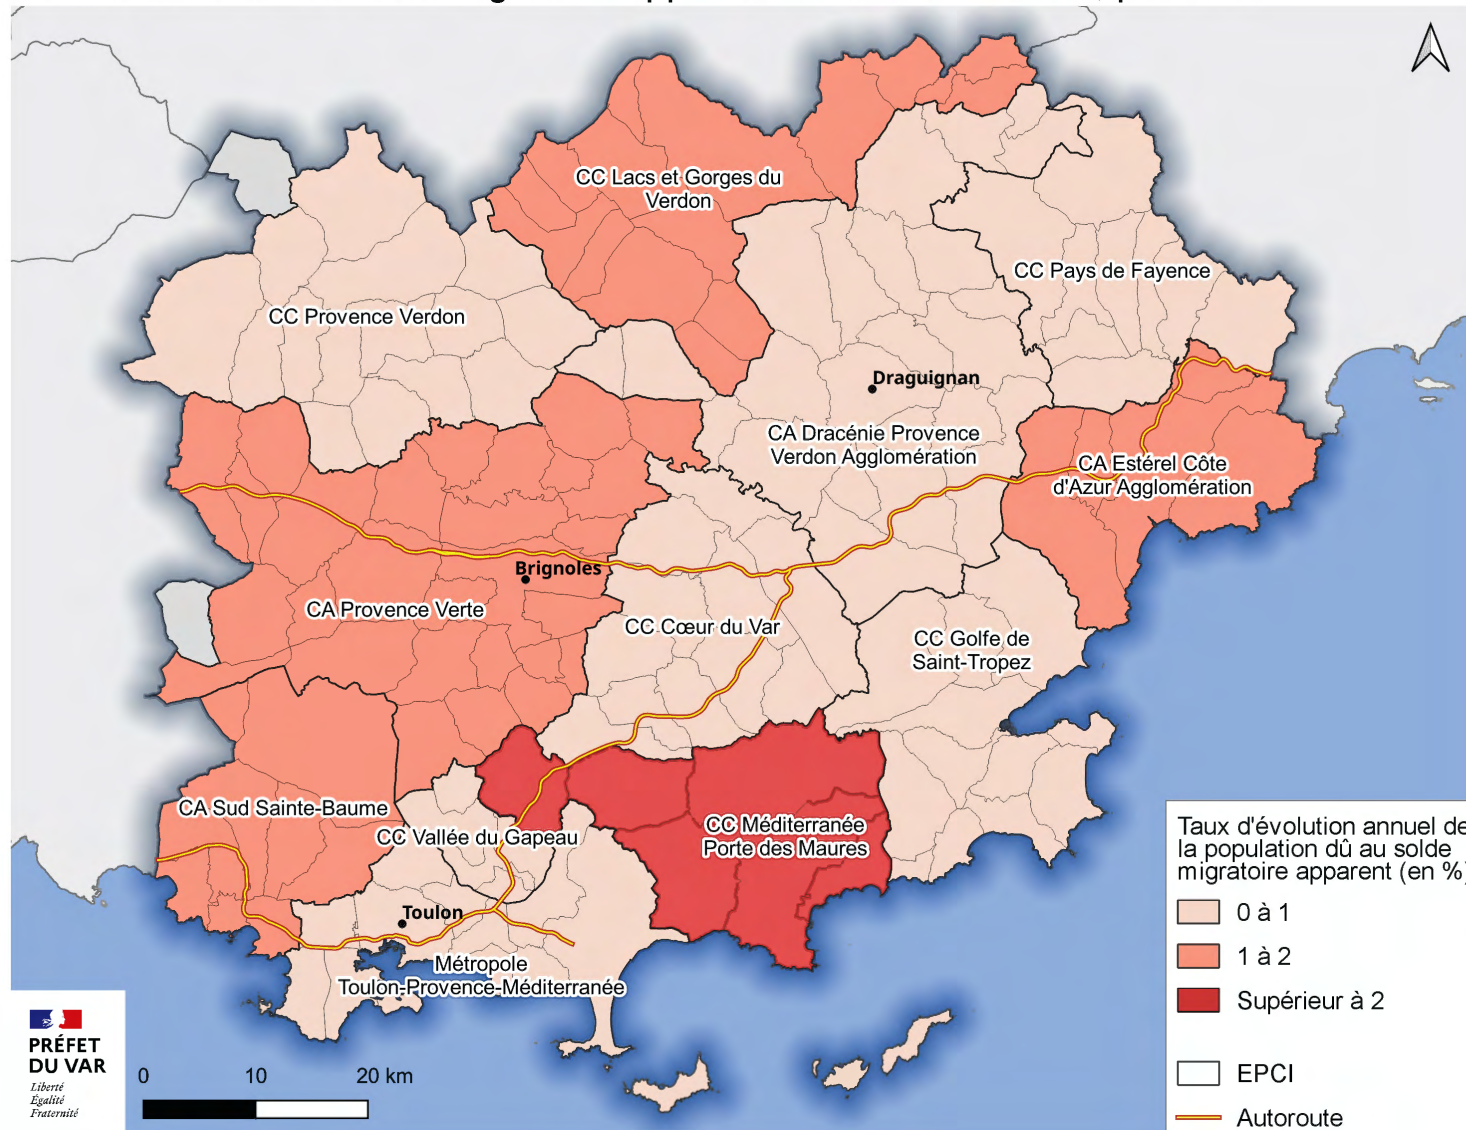 CC Lacs et Gorges du
Verdon
CC Pays de Fayence
CC Provence Verdon
Draguignan
CA Dracénie Provence
Verdon Agglomération
CA Estérel Côte
d'Azur Agglomération
Brignoles
CA Provence Verte
CC Cœur du Var
CC Golfe de
Saint-Tropez
CA Sud Sainte-Baume
CC Vallée du Gapeau
CC Méditerranée
Porte des Maures
Toulon
Métropole
Toulon-Provence-Méditerranée
Taux d'évolution annuel de
la population dû au solde
migratoire apparent (en %)
0 à 1
1 à 2
Supérieur à 2
EPCI
Autoroute
PRÉFET
DU VAR
Liberté
Égalité
Fraternité
0 10 20 km